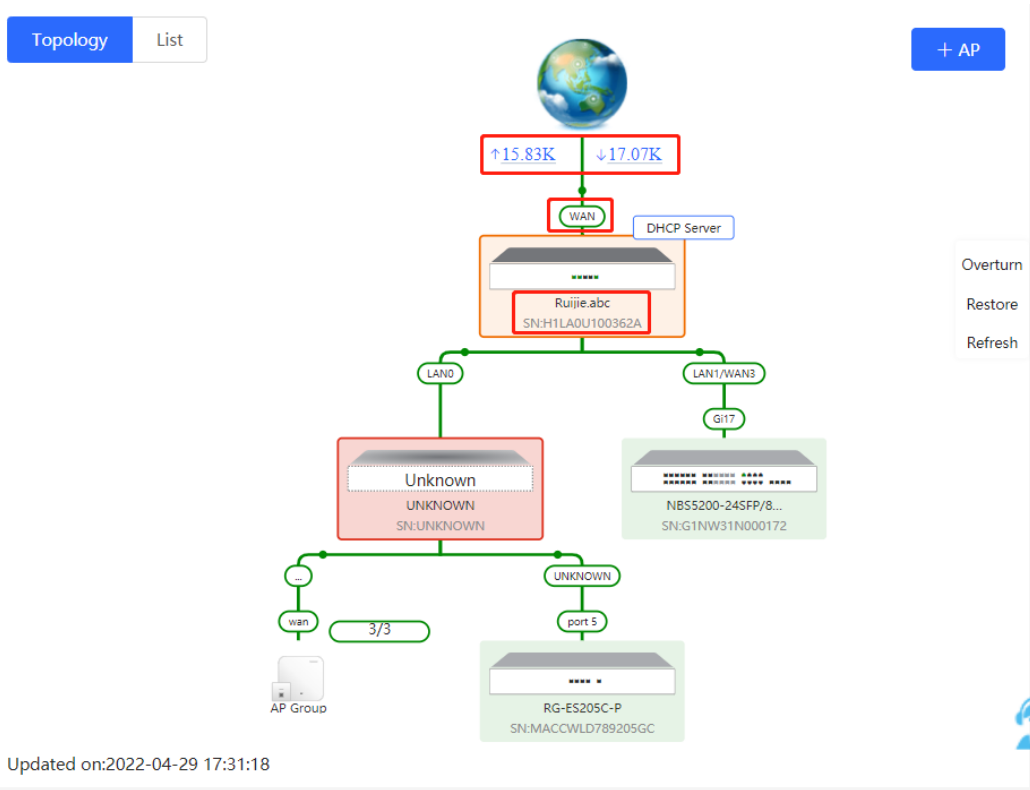 Topology
List
+ AP
↑15.83K
↓17.07K
WAN
DHCP Server
Ruijie.abc
SN:H1LA0U100362A
Overturn
Restore
Refresh
LAN0
LAN1/WAN3
Gi17
Unknown
UNKNOWN
SN:UNKNOWN
NBS5200-24SFP/8...
SN:G1NW31N000172
...
UNKNOWN
wan
3/3
port 5
AP Group
RG-ES205C-P
SN:MACCWLD789205GC
Updated on:2022-04-29 17:31:18